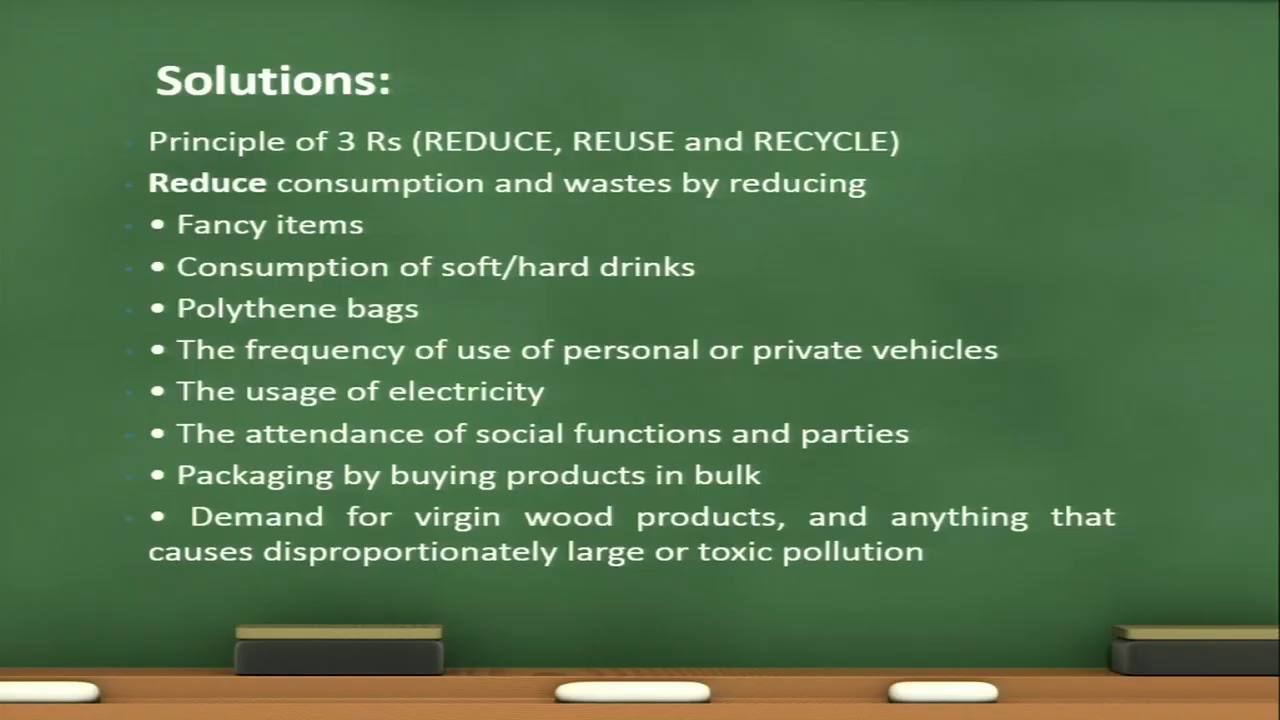 Solutions:
Principle of 3 Rs (REDUCE, REUSE and RECYCLE)
Reduce consumption and wastes by reducing
• Fancy items
• Consumption of soft/hard drinks
• Polythene bags
• The frequency of use of personal or private vehicles
• The usage of electricity
• The attendance of social functions and parties
• Packaging by buying products in bulk
• Demand for virgin wood products, and anything that
causes disproportionately large or toxic pollution